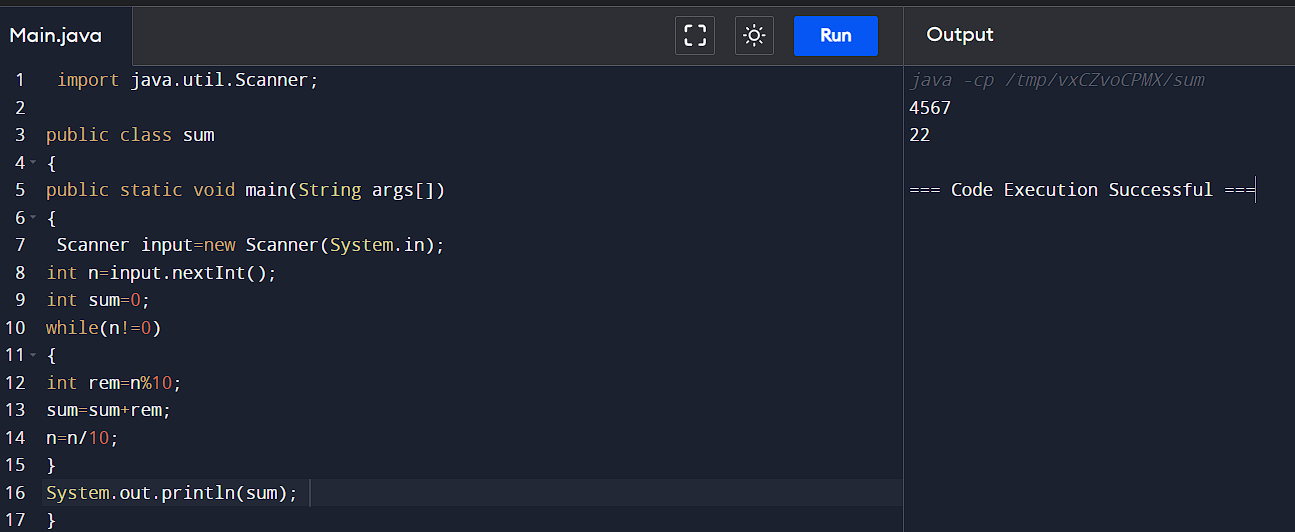 Main.java
Run
Output
1 import java.util.Scanner;
2
3 public class sum
4 {
5 public static void main(String args[])
6 {
7 Scanner input=new Scanner(System.in);
8 int n=input.nextInt();
9 int sum=0;
10 while(n!=0)
11 {
12 int rem=n%10;
13 sum=sum+rem;
14 n=n/10;
15 }
16 System.out.println(sum);
17 }
java -cp /tmp/vxCZvoCPMX/sum
4567
22
=== Code Execution Successful ===